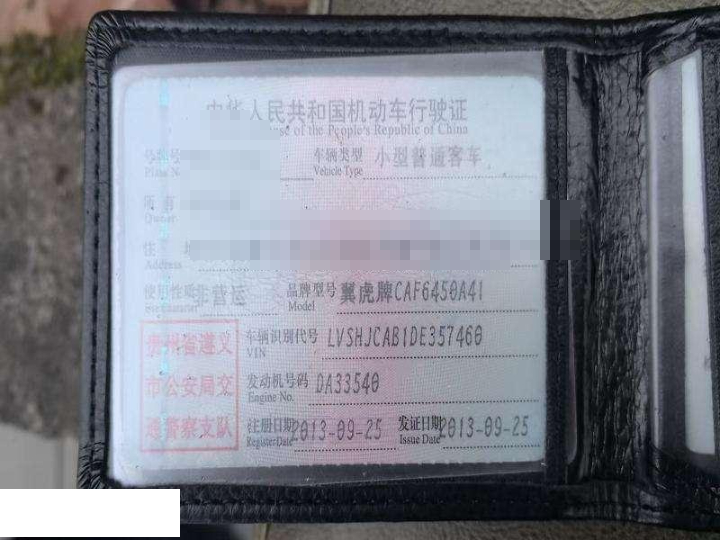 中华人民共和国机动车行驶证
of the People's Republic of China
号牌号 车辆类型 小型普通客车
Plate N Vehicle Type
所有
Owner
住 址
Address
使用性质 非营运 品牌型号 翼虎牌CAF6450A41
Model
车辆识别代号 LVSHJCAB1DE357460
VIN
贵州省遵义
市公安局交
通警察支队
发动机号码 DA33540
Engine No.
注册日期 2013-09-25 发证日期 2013-09-25
Register Date Issue Date